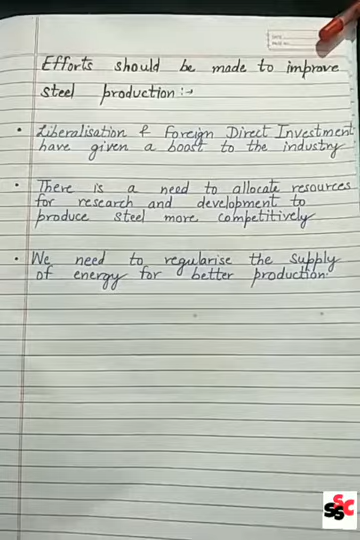 Efforts should be made to improve
steel production :→
• Liberalisation & Foreign Direct Investment
have given a boost to the industry
• There is a need to allocate resources
for research and development to
produce steel more competitively
• We need to regularise the supply
of energy for better production.
SSC